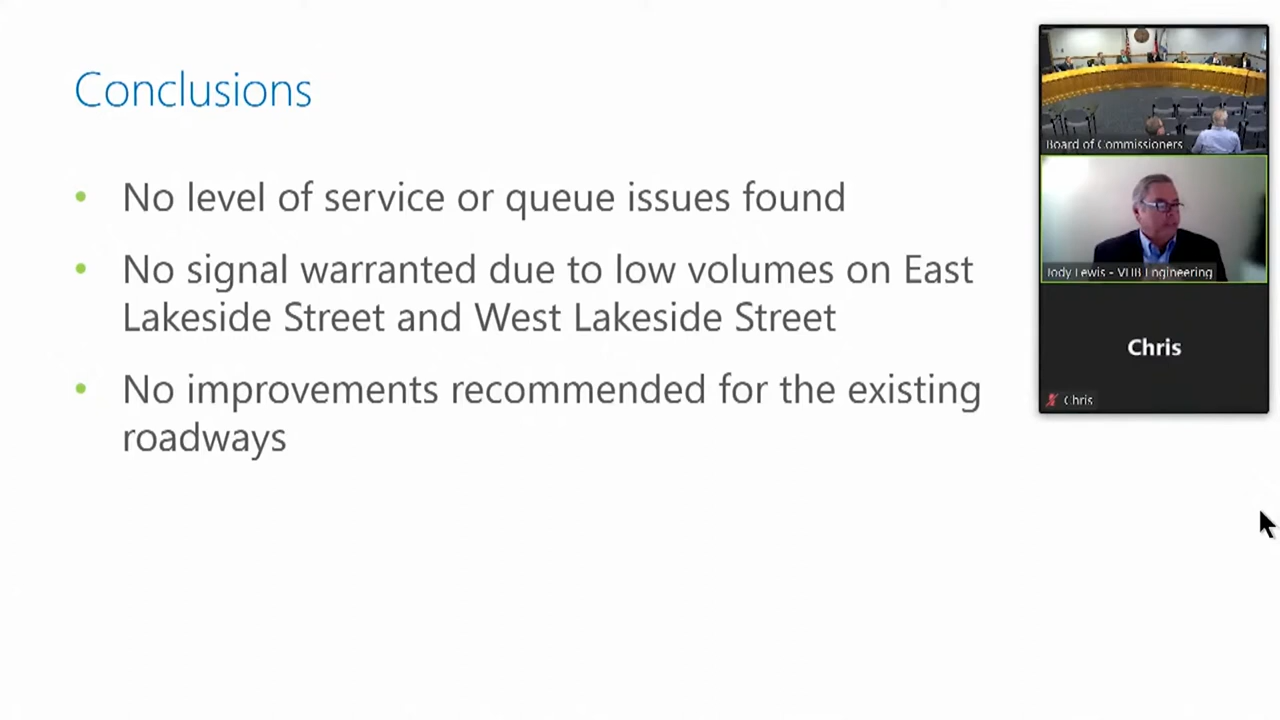 Conclusions
• No level of service or queue issues found
• No signal warranted due to low volumes on East
Lakeside Street and West Lakeside Street
• No improvements recommended for the existing
roadways
Board of Commissioners
Jody Lewis - VHB Engineering
Chris
Chris